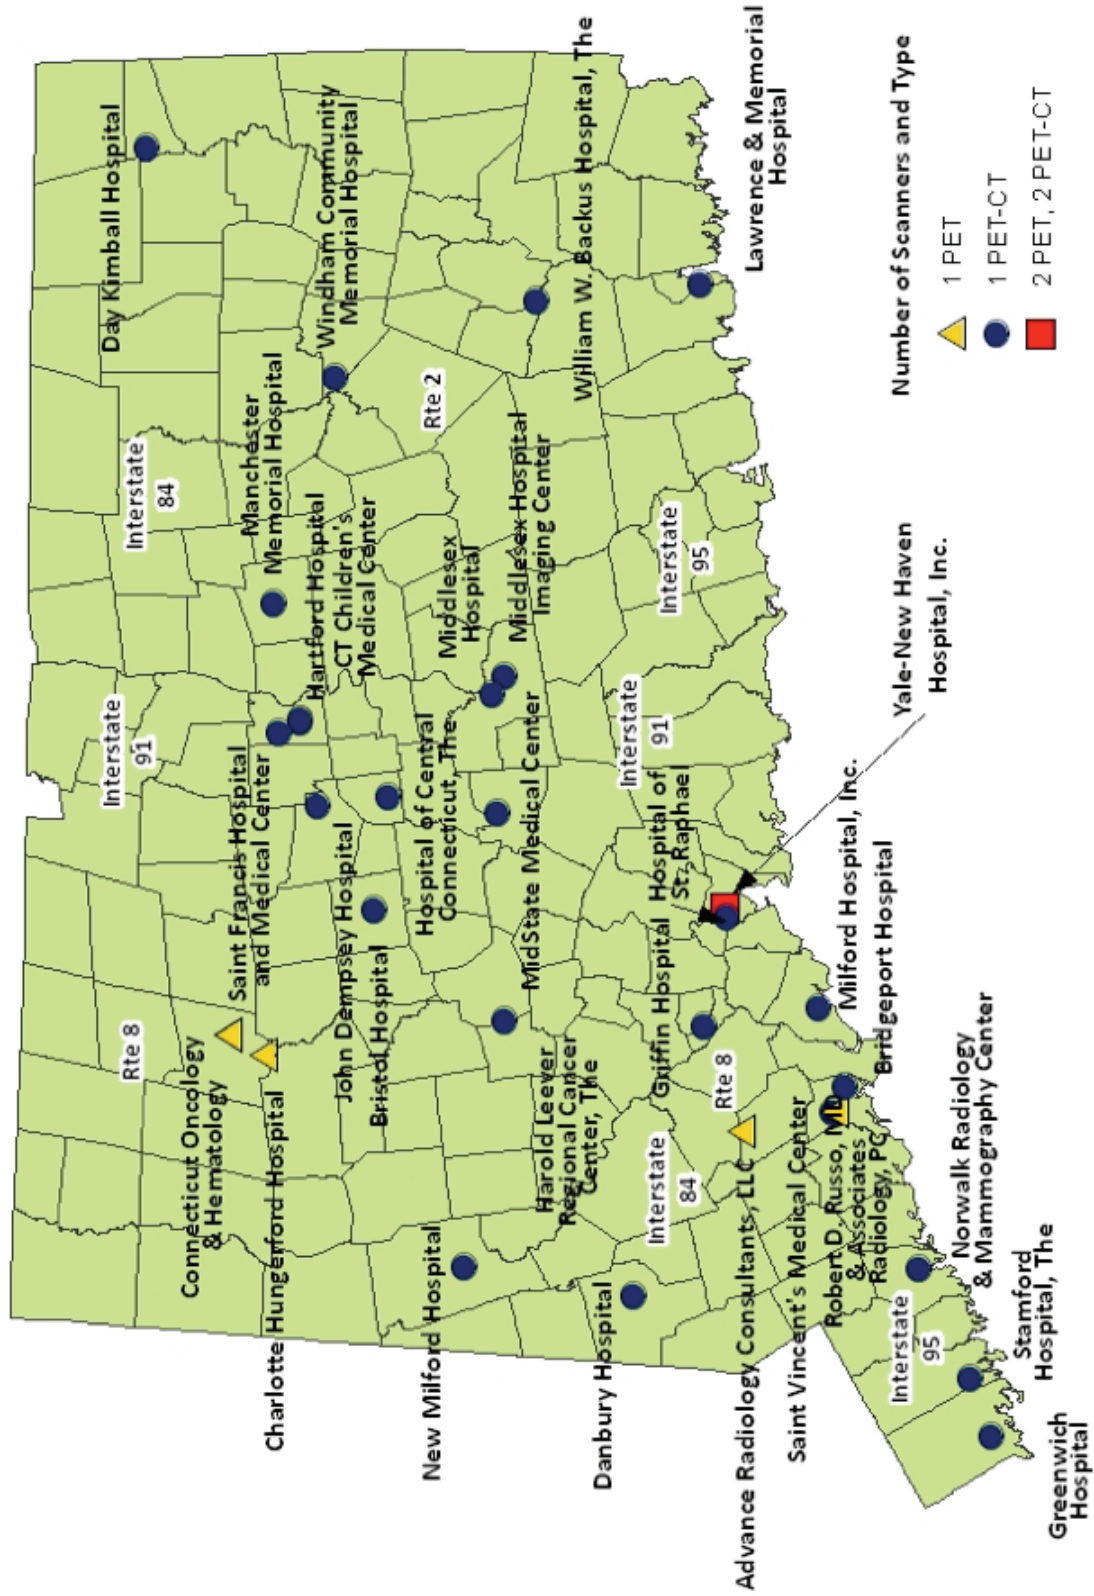 Day Kimball Hospital
Interstate
84
Interstate
91
Rte 8
Windham Community
Memorial Hospital
Manchester
Memorial Hospital
Hartford Hospital
CT Children's
Medical Center
Saint Francis Hospital
and Medical Center
Connecticut Oncology
& Hematology
Charlotte Hungerford Hospital
John Dempsey Hospital
Bristol Hospital
Hospital of Central
Connecticut, The
Rte 2
Middlesex
Hospital
Middlesex Hospital
Imaging Center
William W. Backus Hospital, The
MidState Medical Center
Harold Leever
Regional Cancer
Center, The
New Milford Hospital
Danbury Hospital
Interstate
84
Interstate
91
Interstate
95
Hospital of
St. Raphael
Griffin Hospital
Rte 8
Lawrence & Memorial
Hospital
Advance Radiology Consultants, LLC
Saint Vincent's Medical Center
Robert D. Russo, MD
& Associates
Radiology, PC
Milford Hospital, Inc.
Bridgeport Hospital
Yale-New Haven
Hospital, Inc.
Interstate
95
Norwalk Radiology
& Mammography Center
Stamford
Hospital, The
Greenwich
Hospital
Number of Scanners and Type
1 PET
1 PET-CT
2 PET, 2 PET-CT